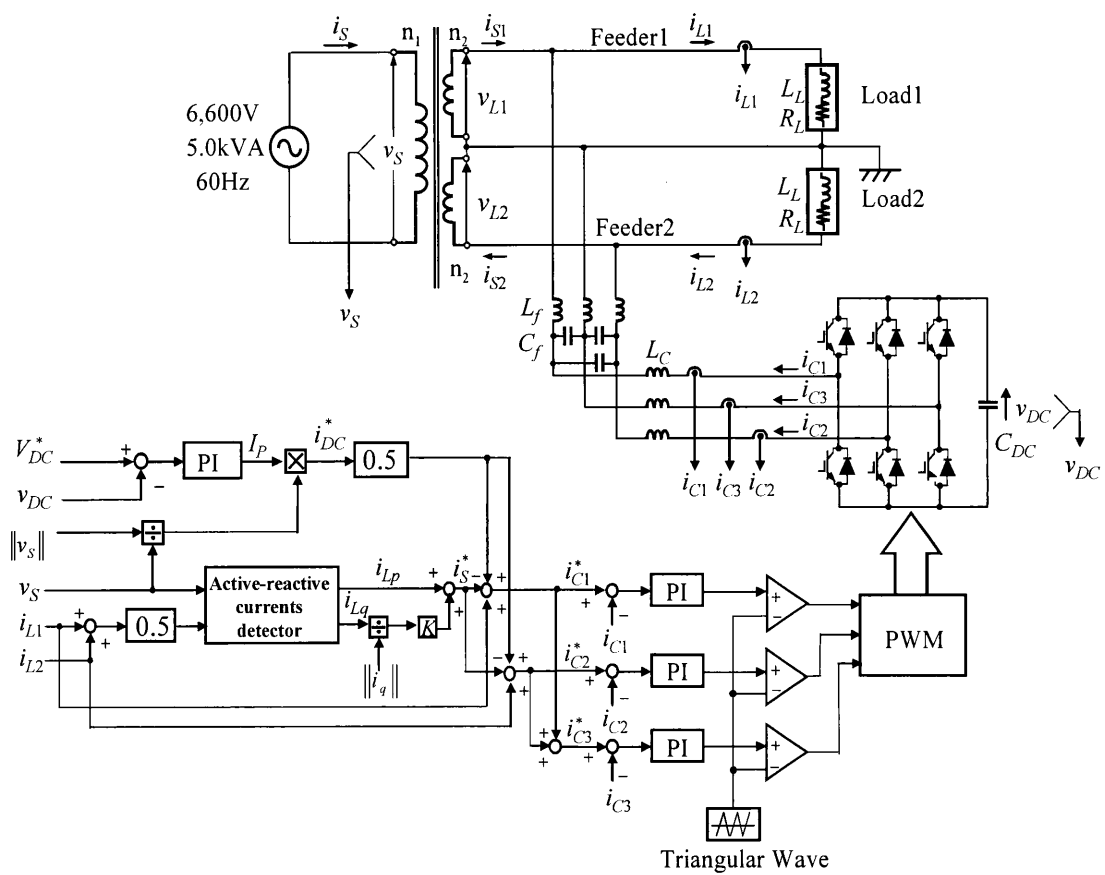 i_S
n_1
n_2
i_S1
Feeder1
i_L1
6,600V
5.0kVA
60Hz
v_S
v_L1
i_L1
L_L
R_L
Load1
v_L2
L_L
R_L
Load2
Feeder2
n_2
i_S2
i_L2
i_L2
v_S
L_f
C_f
L_C
i_C1
i_C3
i_C2
v_DC
C_DC
v_DC
i_C1 i_C3 i_C2
V*_DC
+
−
PI
I_P
×
i*_DC
0.5
v_DC
‖v_S‖
÷
v_S
Active-reactive
currents
detector
i_Lp
i_Lq
÷
K
‖i_q‖
+
+
i*_S
−
+
+
i_L1
+
+
0.5
i_L2
−
+
+
i*_C1
+
−
i_C1
PI
+
−
i*_C2
+
−
i_C2
PI
+
−
PWM
+
+
i*_C3
+
−
i_C3
PI
+
−
Triangular Wave